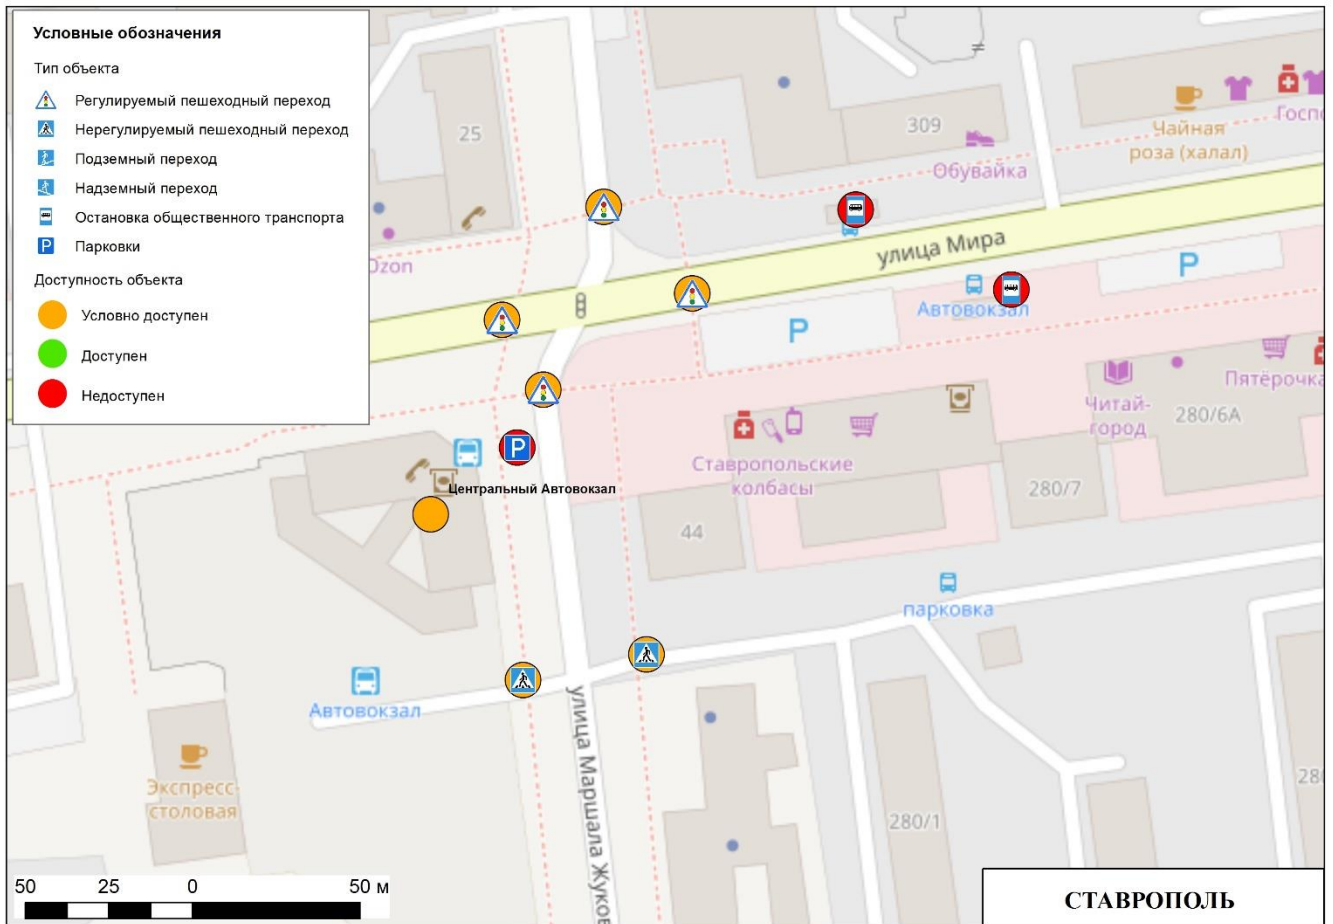 Условные обозначения
Тип объекта
Регулируемый пешеходный переход
Нерегулируемый пешеходный переход
Подземный переход
Надземный переход
Остановка общественного транспорта
P Парковки
Доступность объекта
Условно доступен
Доступен
Недоступен
25
309
Обувайка
Чайная
роза (халал)
Госпо
Ozon
улица Мира
P
Автовокзал
P
Пятёрочка
Читай-
город
280/6А
P
Ставропольские
колбасы
Центральный Автовокзал
280/7
44
парковка
Автовокзал
улица Маршала Жуков
Экспресс-
столовая
280/1
28
50 25 0 50 м
СТАВРОПОЛЬ